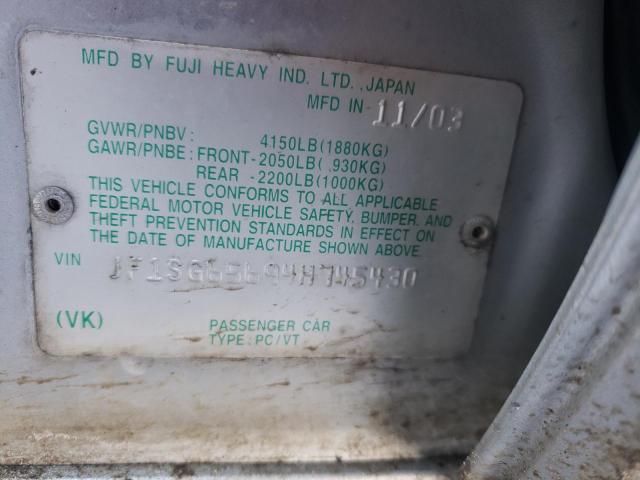 MFD BY FUJI HEAVY IND. LTD.,JAPAN
MFD IN 11/03
GVWR/PNBV: 4150LB(1880KG)
GAWR/PNBE: FRONT-2050LB( 930KG)
REAR -2200LB(1000KG)
THIS VEHICLE CONFORMS TO ALL APPLICABLE
FEDERAL MOTOR VEHICLE SAFETY, BUMPER, AND
THEFT PREVENTION STANDARDS IN EFFECT ON
THE DATE OF MANUFACTURE SHOWN ABOVE.
VIN JF1SG65694H745430
(VK) PASSENGER CAR
TYPE: PC/VT